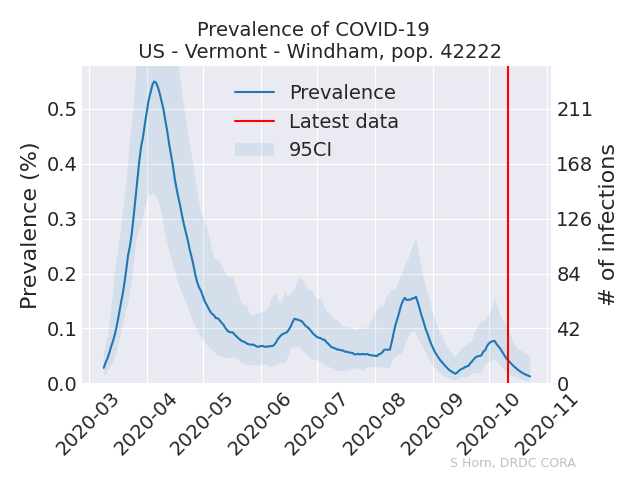 Prevalence of COVID-19
US - Vermont - Windham, pop. 42222
Prevalence
Latest data
95CI
Prevalence (%)
0.5
0.4
0.3
0.2
0.1
0.0
# of infections
211
168
126
84
42
0
2020-03
2020-04
2020-05
2020-06
2020-07
2020-08
2020-09
2020-10
2020-11
S Horn, DRDC CORA